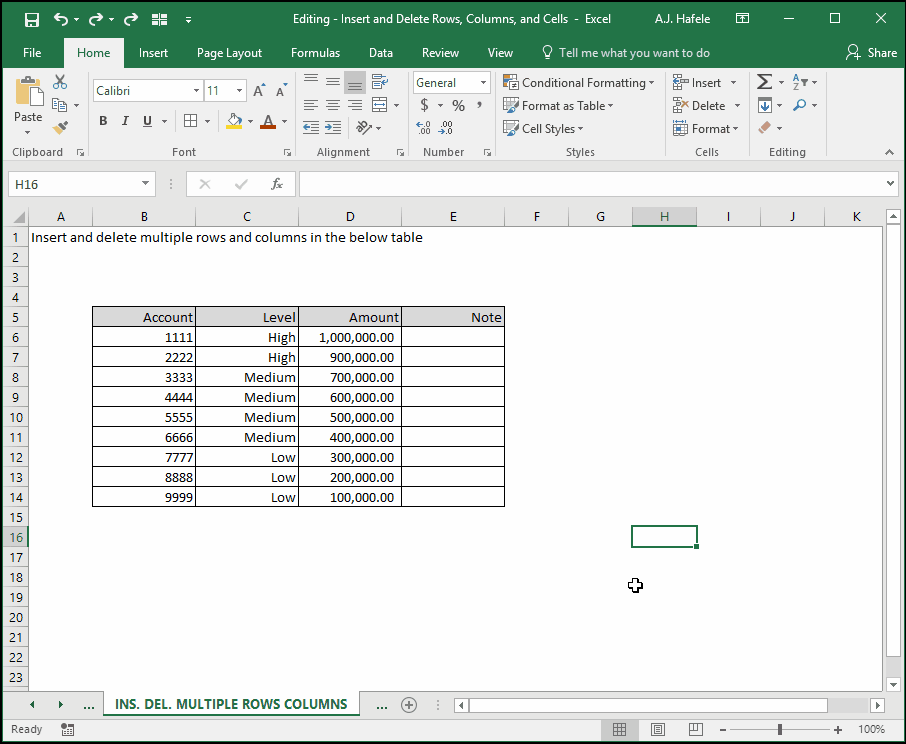 Editing - Insert and Delete Rows, Columns, and Cells - Excel A.J. Hafele
File Home Insert Page Layout Formulas Data Review View Tell me what you want to do Share
Calibri 11 General Conditional Formatting Insert
Paste $ % , Format as Table Delete
B I U A Cell Styles Format
Clipboard Font Alignment Number Styles Cells Editing
H16 fx
A B C D E F G H I J K
1 Insert and delete multiple rows and columns in the below table
2
3
4
5 Account Level Amount Note
6 1111 High 1,000,000.00
7 2222 High 900,000.00
8 3333 Medium 700,000.00
9 4444 Medium 600,000.00
10 5555 Medium 500,000.00
11 6666 Medium 400,000.00
12 7777 Low 300,000.00
13 8888 Low 200,000.00
14 9999 Low 100,000.00
15
16
17
18
19
20
21
22
23
... INS. DEL. MULTIPLE ROWS COLUMNS ...
Ready 100%